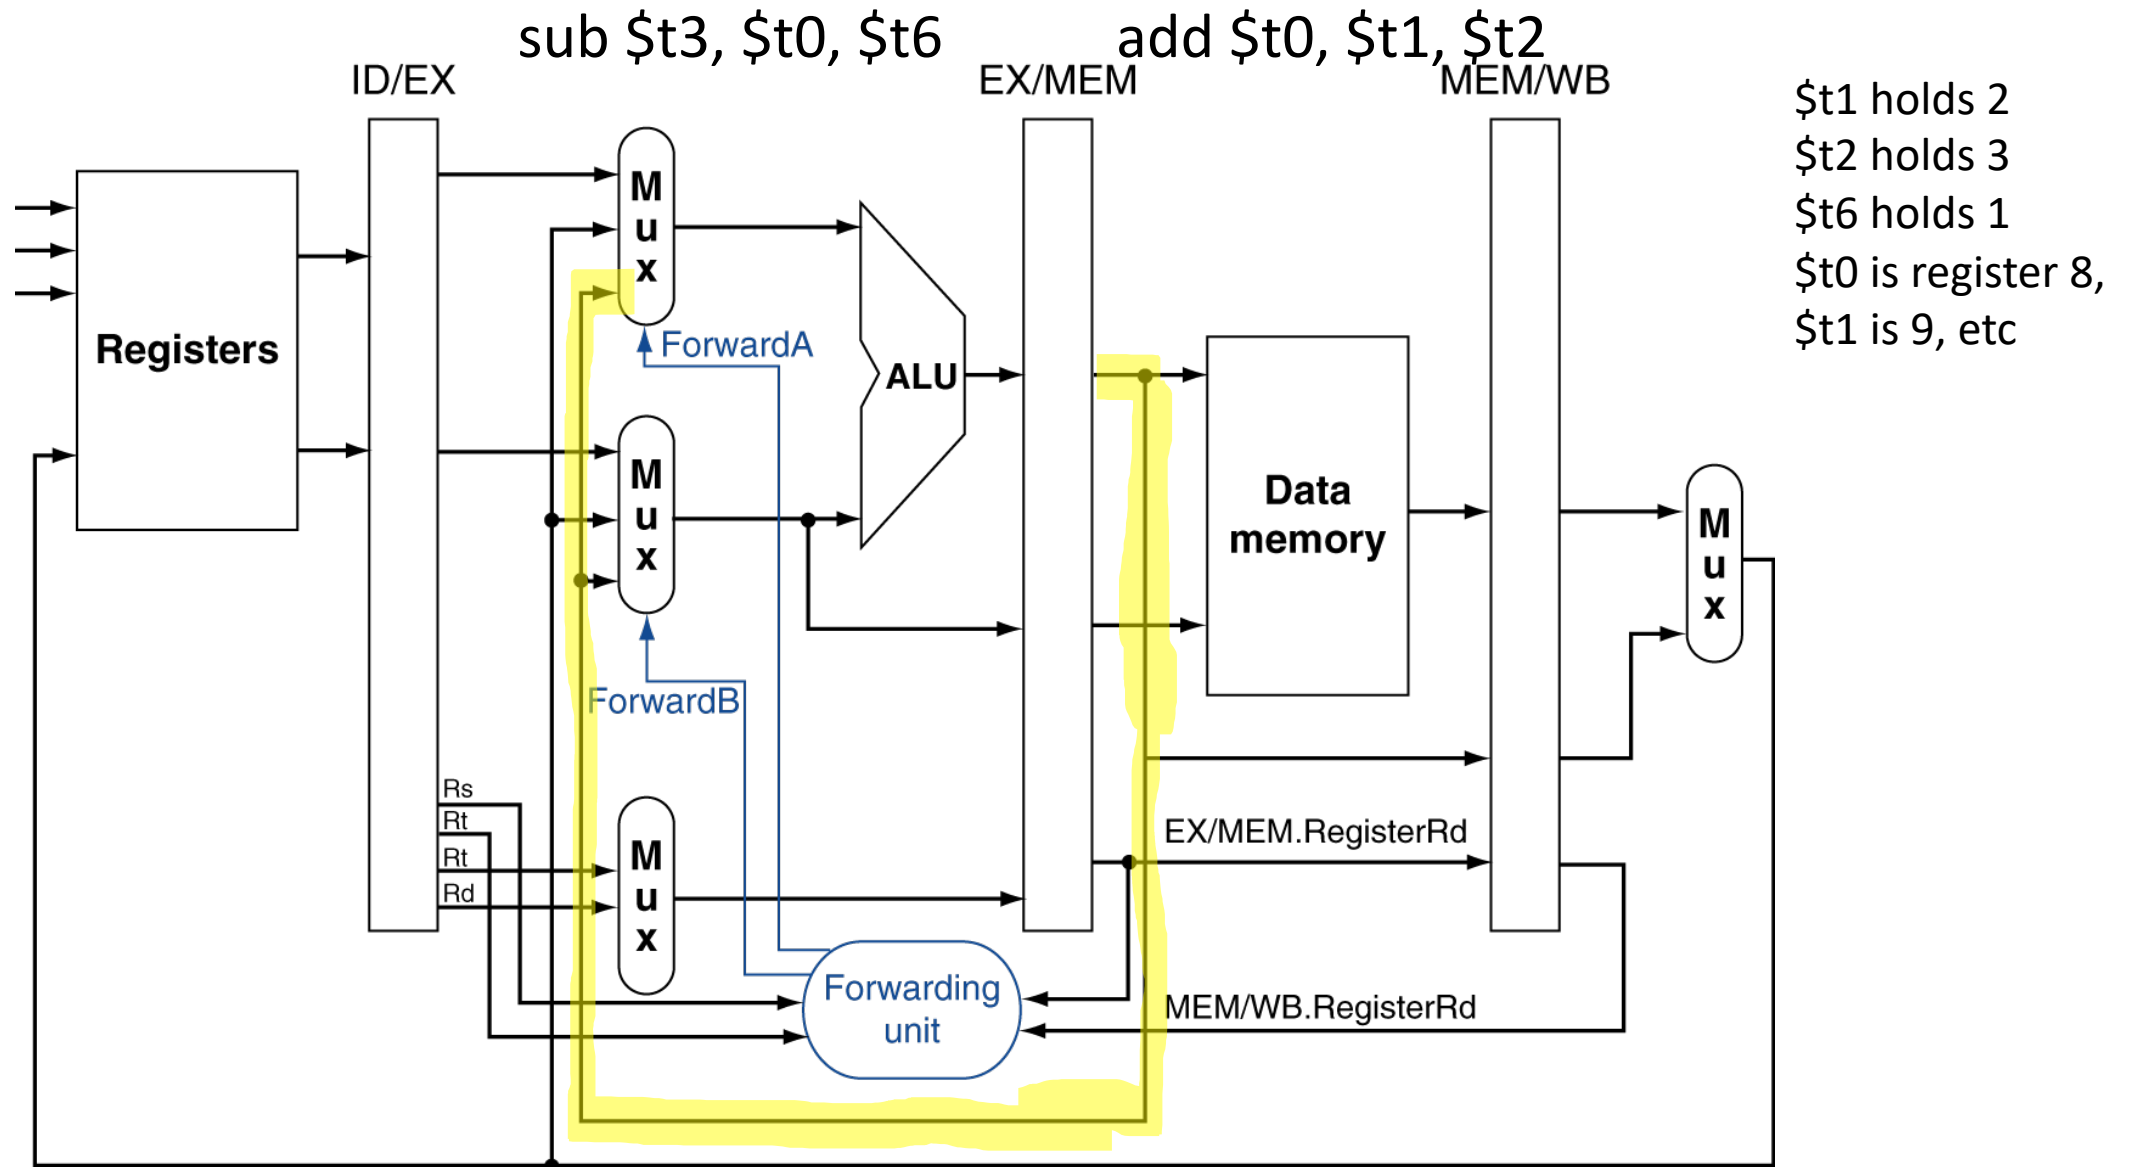 sub $t3, $t0, $t6
add $t0, $t1, $t2
ID/EX
EX/MEM
MEM/WB
$t1 holds 2
$t2 holds 3
$t6 holds 1
$t0 is register 8,
$t1 is 9, etc
Registers
M
u
x
ForwardA
ALU
M
u
x
Data
memory
M
u
x
ForwardB
Rs
Rt
Rt
Rd
M
u
x
EX/MEM.RegisterRd
Forwarding
unit
MEM/WB.RegisterRd